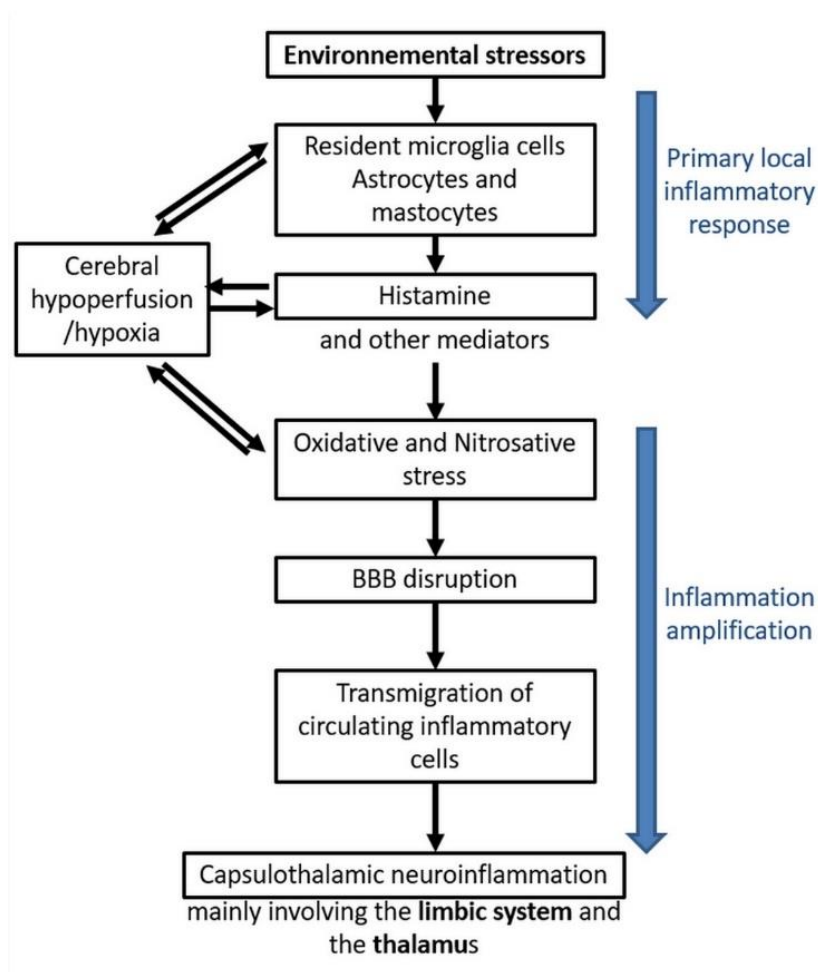 Environnemental stressors
Resident microglia cells
Astrocytes and
mastocytes
Primary local
inflammatory
response
Cerebral
hypoperfusion
/hypoxia
Histamine
and other mediators
Oxidative and Nitrosative
stress
BBB disruption
Inflammation
amplification
Transmigration of
circulating inflammatory
cells
Capsulothalamic neuroinflammation
mainly involving the limbic system and
the thalamus